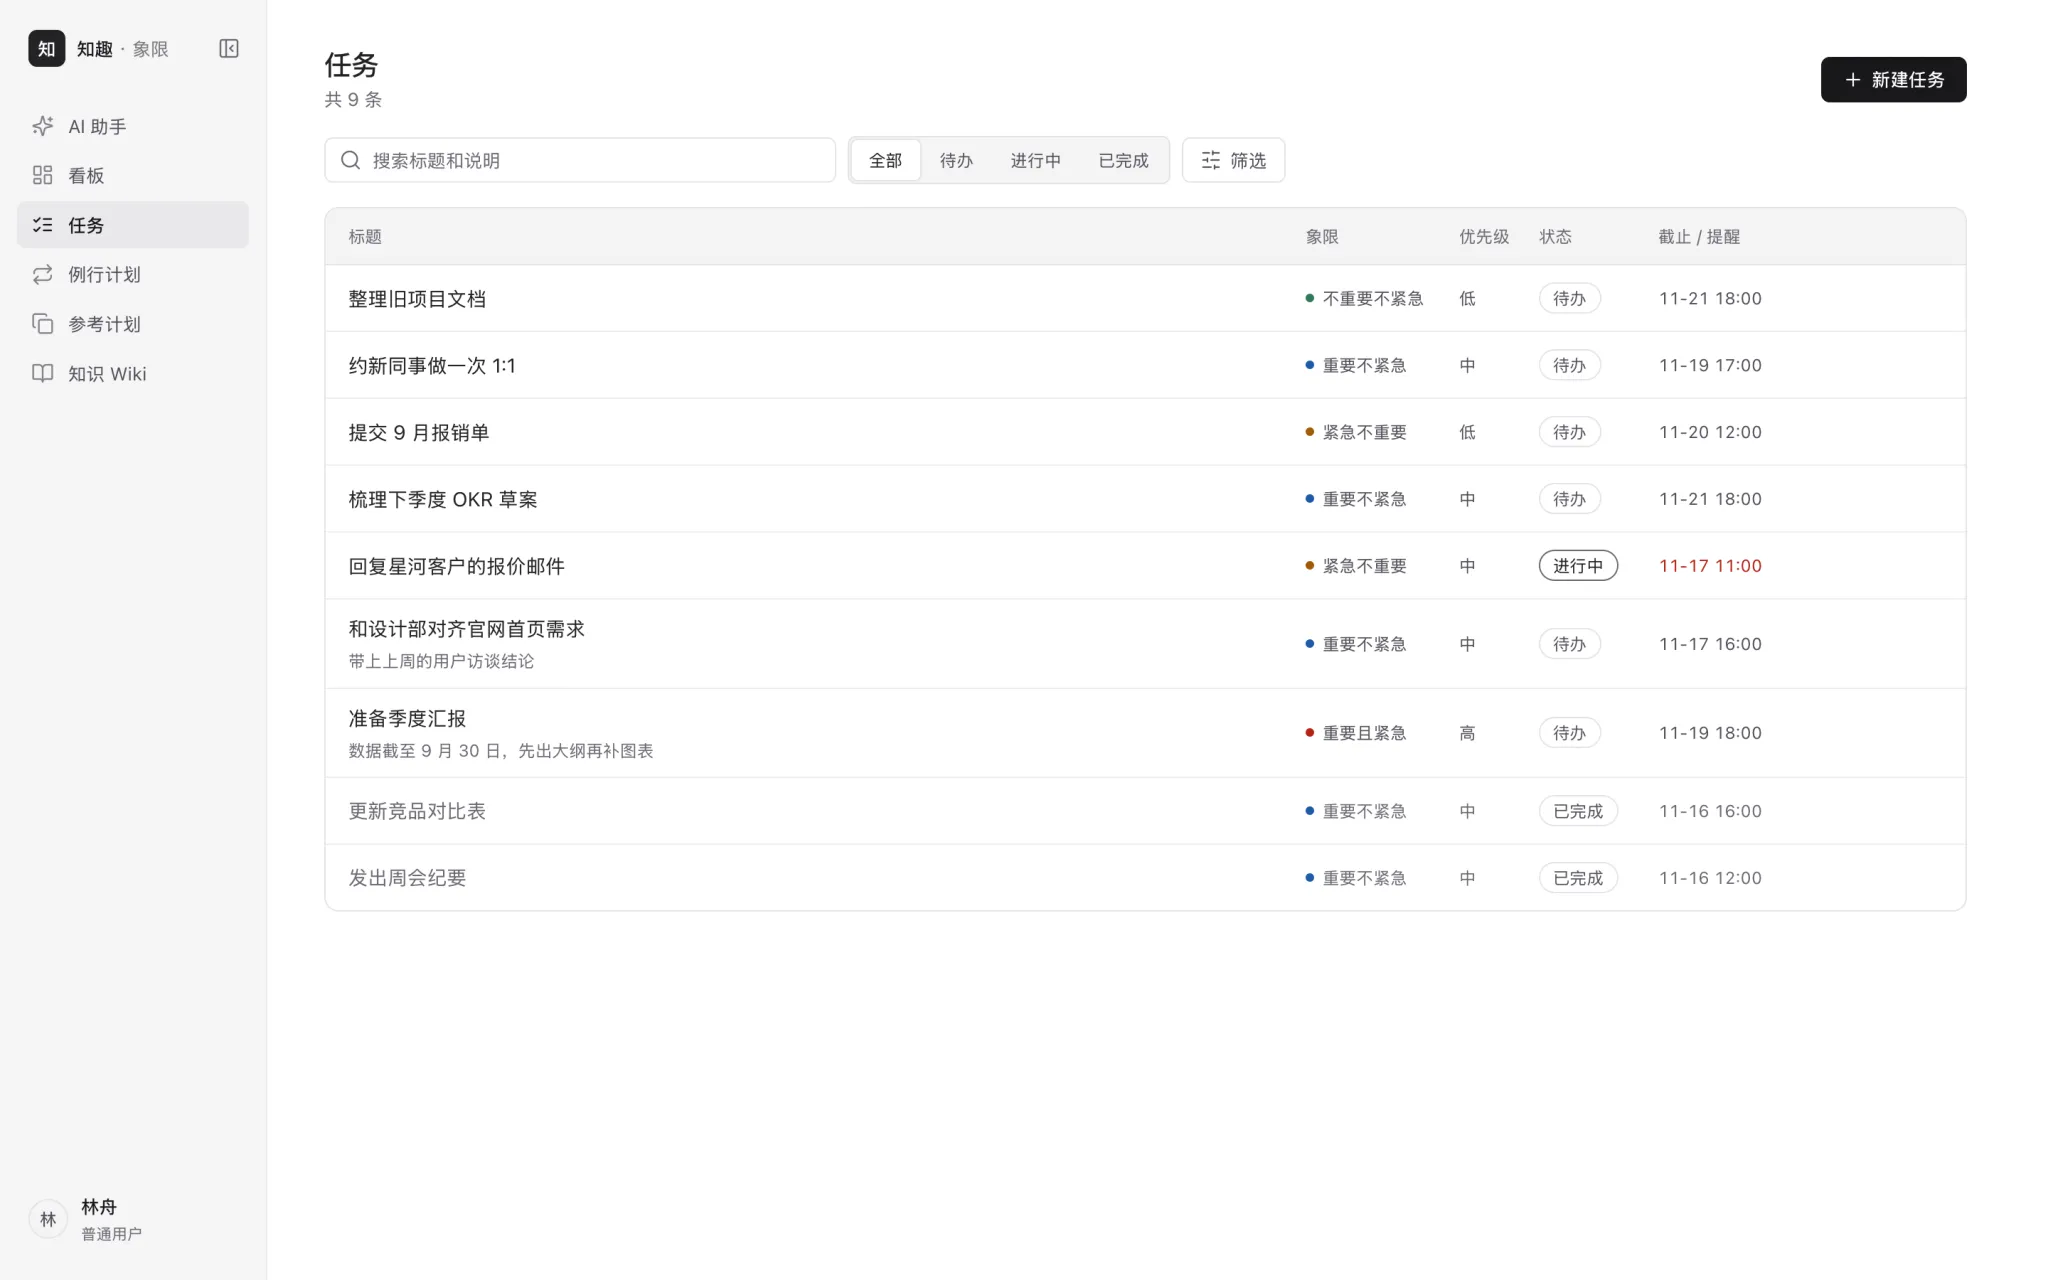 知 知趣 · 象限
AI 助手
看板
任务
例行计划
参考计划
知识 Wiki
林 林舟
普通用户
任务
共 9 条
新建任务
搜索标题和说明
全部 待办 进行中 已完成 筛选
标题 象限 优先级 状态 截止 / 提醒
整理旧项目文档 不重要不紧急 低 待办 11-21 18:00
约新同事做一次 1:1 重要不紧急 中 待办 11-19 17:00
提交 9 月报销单 紧急不重要 低 待办 11-20 12:00
梳理下季度 OKR 草案 重要不紧急 中 待办 11-21 18:00
回复星河客户的报价邮件 紧急不重要 中 进行中 11-17 11:00
和设计部对齐官网首页需求 重要不紧急 中 待办 11-17 16:00
带上上周的用户访谈结论
准备季度汇报 重要且紧急 高 待办 11-19 18:00
数据截至 9 月 30 日，先出大纲再补图表
更新竞品对比表 重要不紧急 中 已完成 11-16 16:00
发出周会纪要 重要不紧急 中 已完成 11-16 12:00